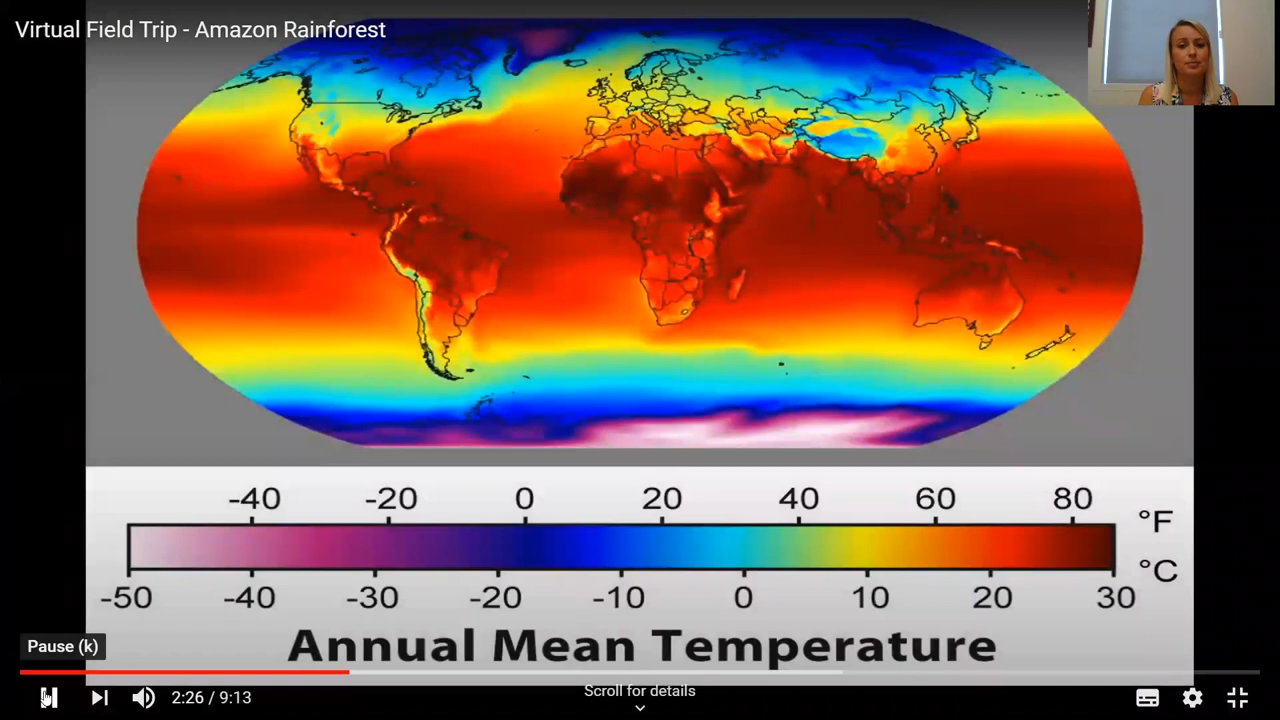 Virtual Field Trip - Amazon Rainforest
-40 -20 0 20 40 60 80
°F
°C
-50 -40 -30 -20 -10 0 10 20 30
Annual Mean Temperature
Pause (k)
2:26 / 9:13
Scroll for details